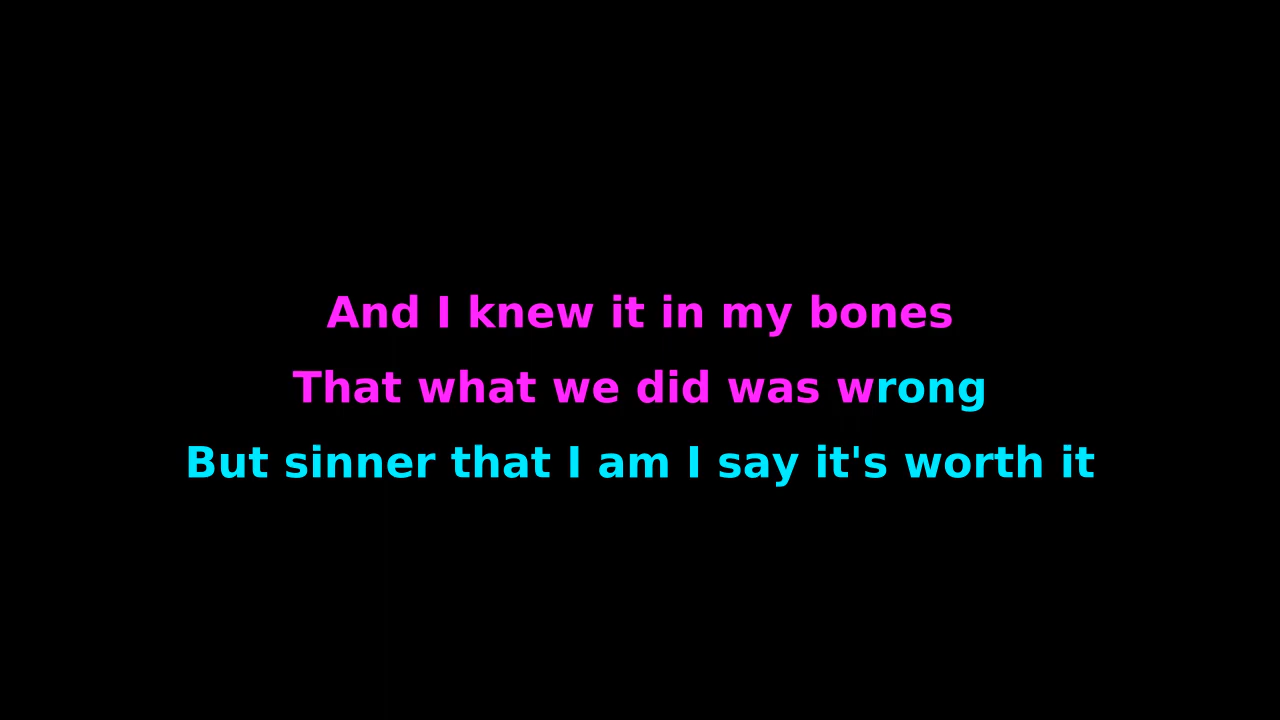 And I knew it in my bones
That what we did was wrong
But sinner that I am I say it's worth it